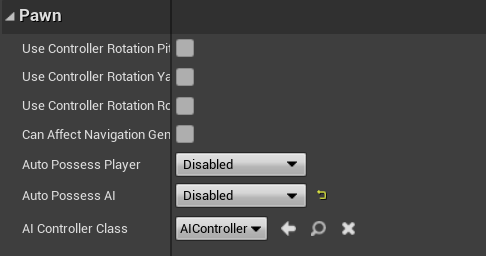 Pawn
Use Controller Rotation Pit
Use Controller Rotation Ya
Use Controller Rotation Ro
Can Affect Navigation Gen
Auto Possess Player Disabled
Auto Possess AI Disabled
AI Controller Class AIController